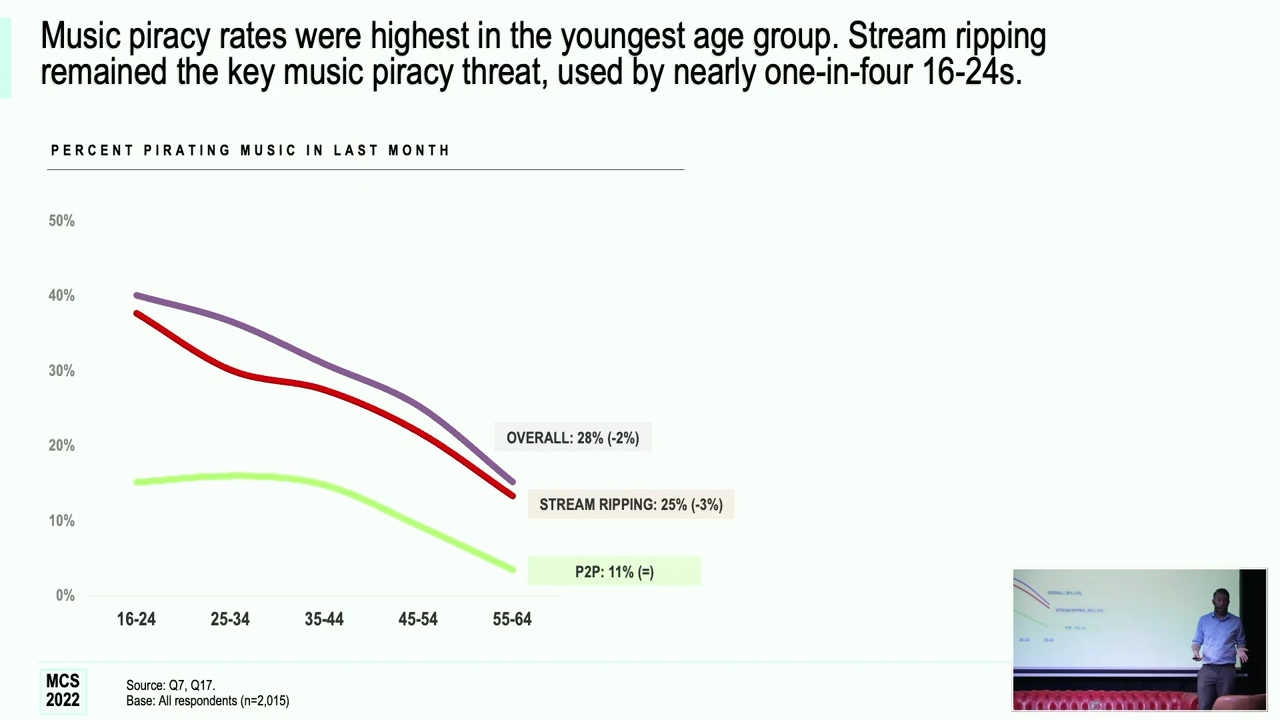 Music piracy rates were highest in the youngest age group. Stream ripping
remained the key music piracy threat, used by nearly one-in-four 16-24s.
PERCENT PIRATING MUSIC IN LAST MONTH
50%
40%
30%
20%
10%
0%
OVERALL: 28% (-2%)
STREAM RIPPING: 25% (-3%)
P2P: 11% (=)
16-24 25-34 35-44 45-54 55-64
MCS
2022
Source: Q7, Q17.
Base: All respondents (n=2,015)